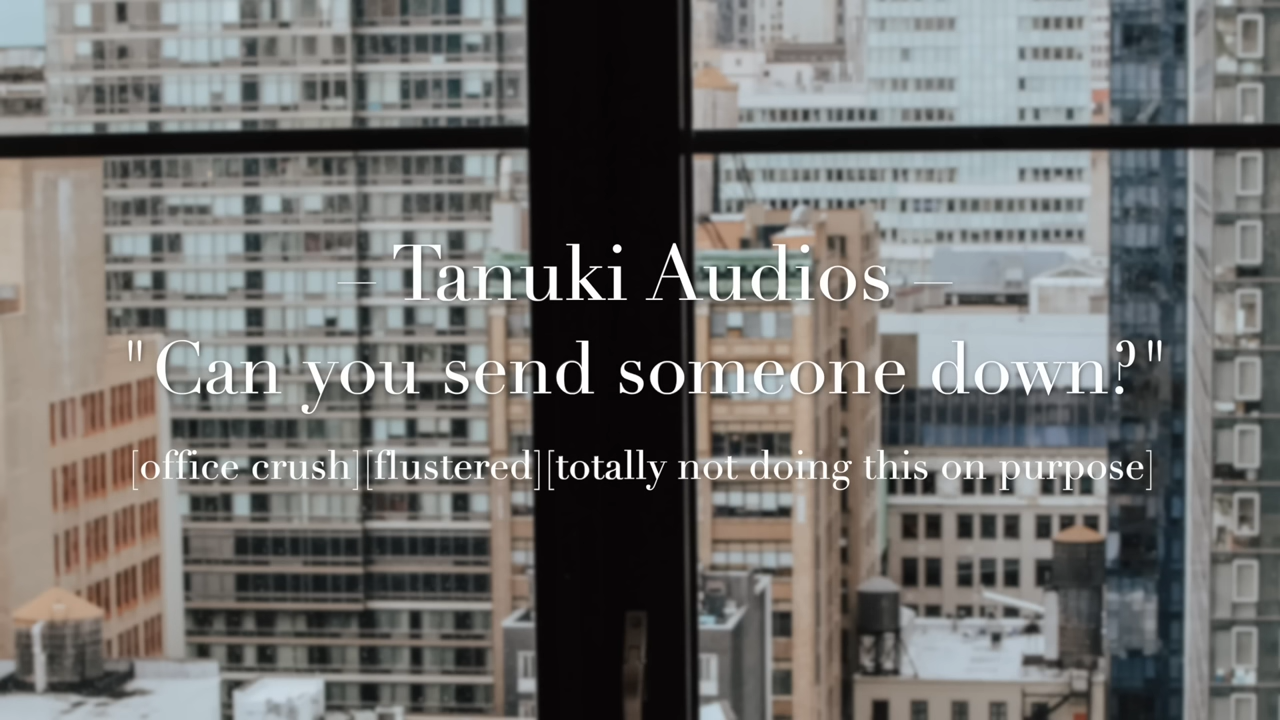 — Tanuki Audios —
"Can you send someone down?"
[office crush][flustered][totally not doing this on purpose]